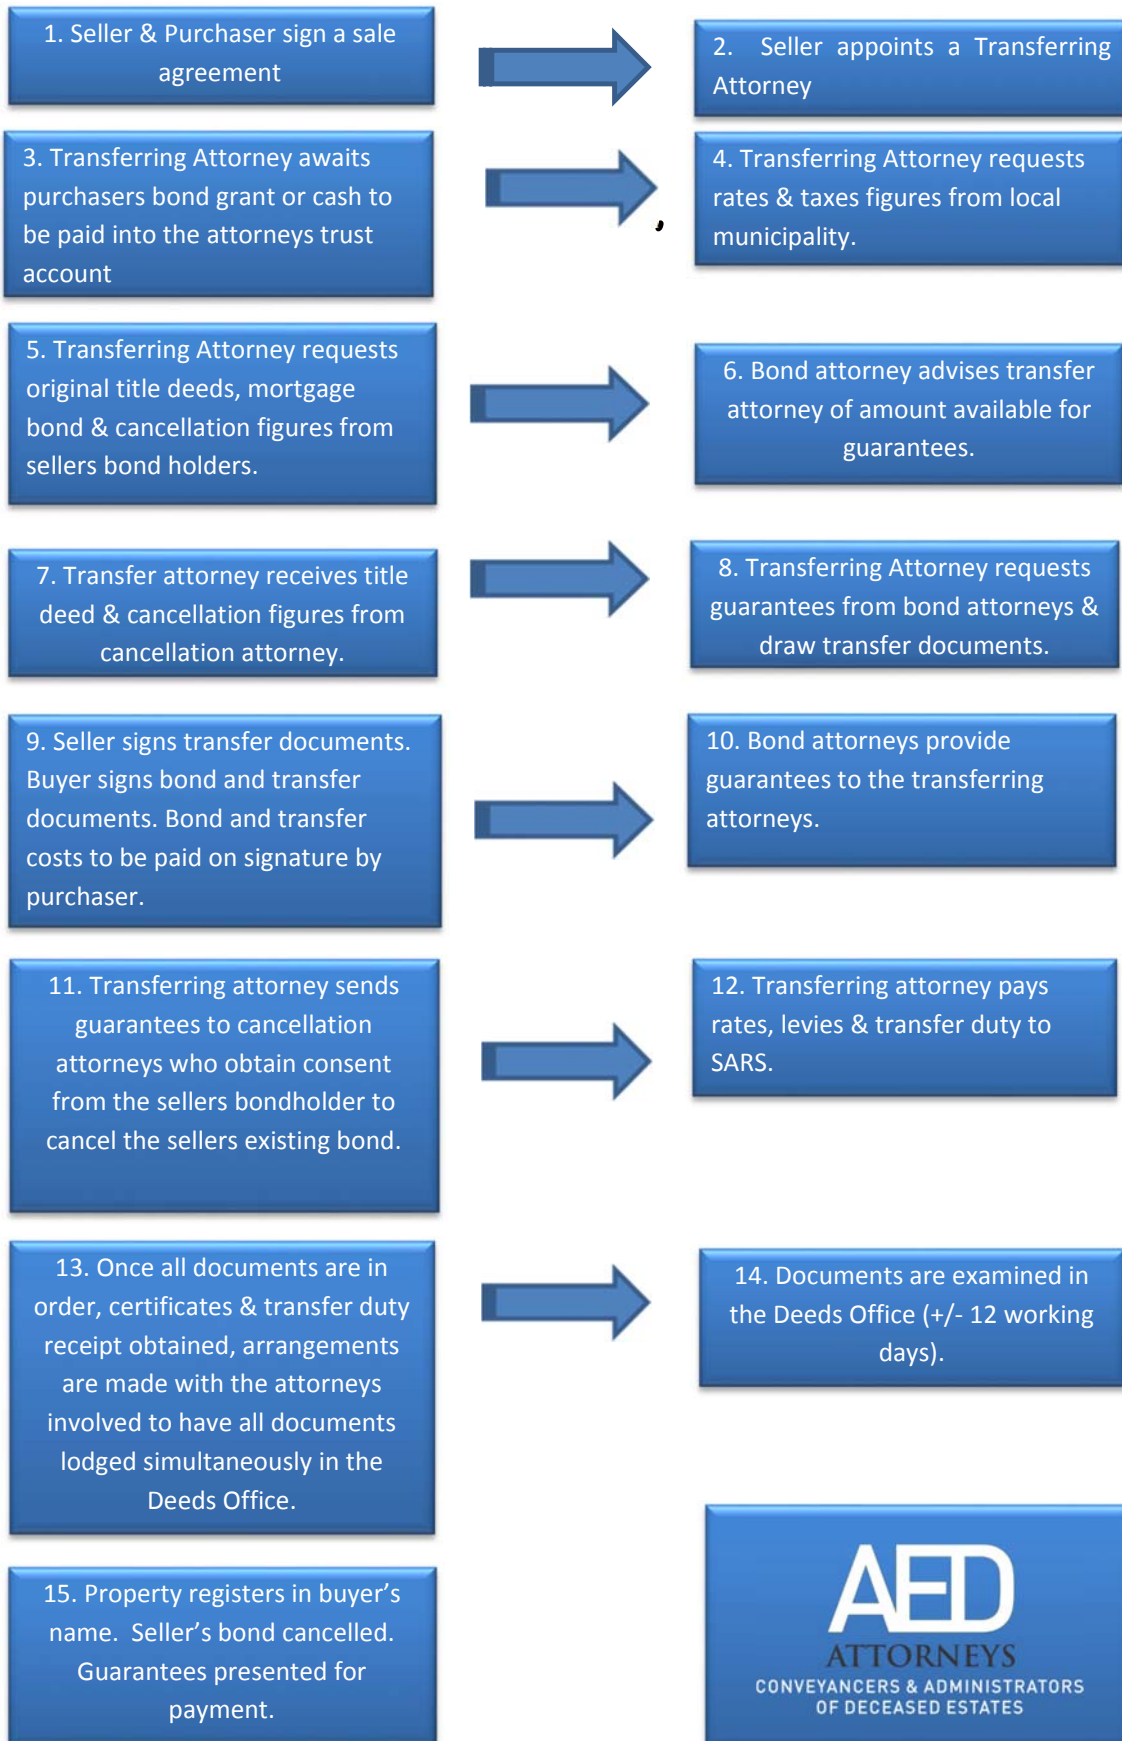 1. Seller & Purchaser sign a sale
agreement
2. Seller appoints a Transferring
Attorney
3. Transferring Attorney awaits
purchasers bond grant or cash to
be paid into the attorneys trust
account
,
4. Transferring Attorney requests
rates & taxes figures from local
municipality.
5. Transferring Attorney requests
original title deeds, mortgage
bond & cancellation figures from
sellers bond holders.
6. Bond attorney advises transfer
attorney of amount available for
guarantees.
7. Transfer attorney receives title
deed & cancellation figures from
cancellation attorney.
8. Transferring Attorney requests
guarantees from bond attorneys &
draw transfer documents.
9. Seller signs transfer documents.
Buyer signs bond and transfer
documents. Bond and transfer
costs to be paid on signature by
purchaser.
10. Bond attorneys provide
guarantees to the transferring
attorneys.
11. Transferring attorney sends
guarantees to cancellation
attorneys who obtain consent
from the sellers bondholder to
cancel the sellers existing bond.
12. Transferring attorney pays
rates, levies & transfer duty to
SARS.
13. Once all documents are in
order, certificates & transfer duty
receipt obtained, arrangements
are made with the attorneys
involved to have all documents
lodged simultaneously in the
Deeds Office.
14. Documents are examined in
the Deeds Office (+/- 12 working
days).
15. Property registers in buyer’s
name. Seller’s bond cancelled.
Guarantees presented for
payment.
AED
ATTORNEYS
CONVEYANCERS & ADMINISTRATORS
OF DECEASED ESTATES